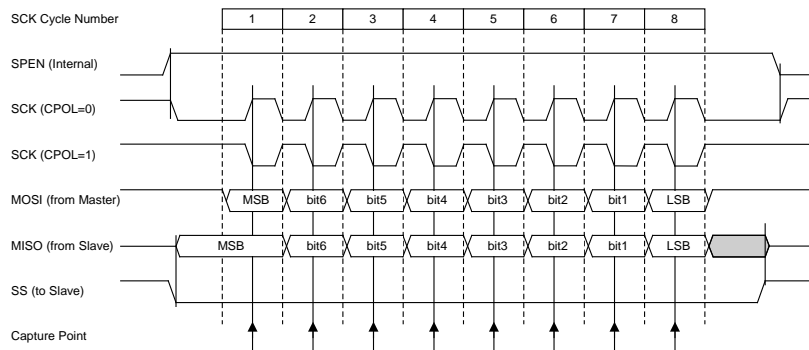 SCK Cycle Number 1 2 3 4 5 6 7 8
SPEN (Internal)
SCK (CPOL=0)
SCK (CPOL=1)
MOSI (from Master) MSB bit6 bit5 bit4 bit3 bit2 bit1 LSB
MISO (from Slave) MSB bit6 bit5 bit4 bit3 bit2 bit1 LSB
SS (to Slave)
Capture Point